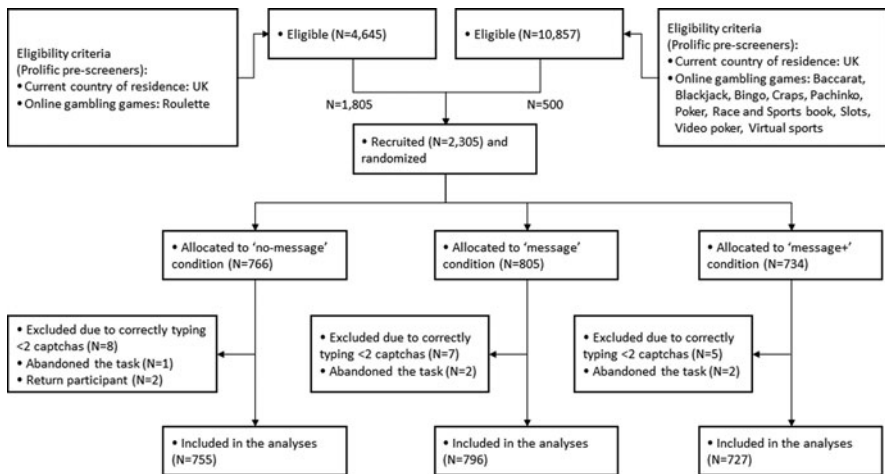 Eligibility criteria
(Prolific pre-screeners):
• Current country of residence: UK
• Online gambling games: Roulette
• Eligible (N=4,645)
• Eligible (N=10,857)
Eligibility criteria
(Prolific pre-screeners):
• Current country of residence: UK
• Online gambling games: Baccarat,
Blackjack, Bingo, Craps, Pachinko,
Poker, Race and Sports book, Slots,
Video poker, Virtual sports
N=1,805
N=500
• Recruited (N=2,305) and
randomized
• Allocated to ‘no-message’
condition (N=766)
• Allocated to ‘message’
condition (N=805)
• Allocated to ‘message+’
condition (N=734)
• Excluded due to correctly typing
<2 captchas (N=8)
• Abandoned the task (N=1)
• Return participant (N=2)
• Excluded due to correctly
typing <2 captchas (N=7)
• Abandoned the task (N=2)
• Excluded due to correctly
typing <2 captchas (N=5)
• Abandoned the task (N=2)
• Included in the analyses
(N=755)
• Included in the analyses
(N=796)
• Included in the analyses
(N=727)